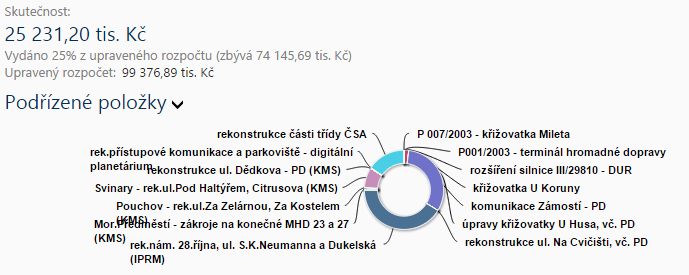 Skutečnost:
25 231,20 tis. Kč
Vydáno 25% z upraveného rozpočtu (zbývá 74 145,69 tis. Kč)
Upravený rozpočet: 99 376,89 tis. Kč
Podřízené položky
rekonstrukce části třídy ČSA
rek.přístupové komunikace a parkoviště - digitální
planetárium
rekonstrukce ul. Dědkova - PD (KMS)
Svinary - rek.ul.Pod Haltýřem, Citrusova (KMS)
Pouchov - rek.ul.Za Zelárnou, Za Kostelem
(KMS)
Mor.Předměstí - zákroje na konečné MHD 23 a 27
(KMS)
rek.nám. 28.října, ul. S.K.Neumanna a Dukelská
(IPRM)
P 007/2003 - křižovatka Mileta
P001/2003 - terminál hromadné dopravy
rozšíření silnice III/29810 - DUR
křižovatka U Koruny
komunikace Zámostí - PD
úpravy křižovatky U Husa, vč. PD
rekonstrukce ul. Na Cvičišti, vč. PD